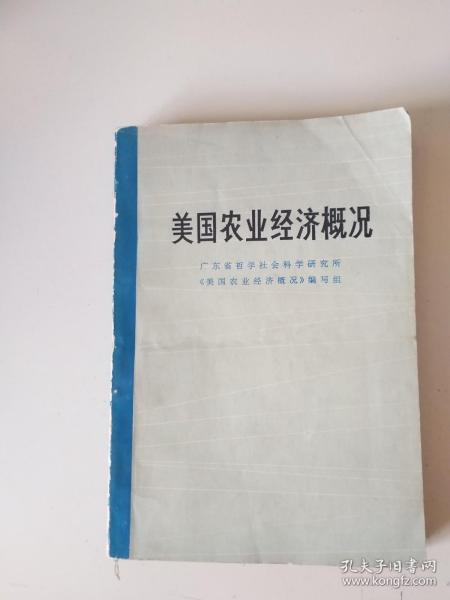 美国农业经济概况
广东省哲学社会科学研究所
《美国农业经济概况》编写组
孔夫子旧书网
www.kongfz.com